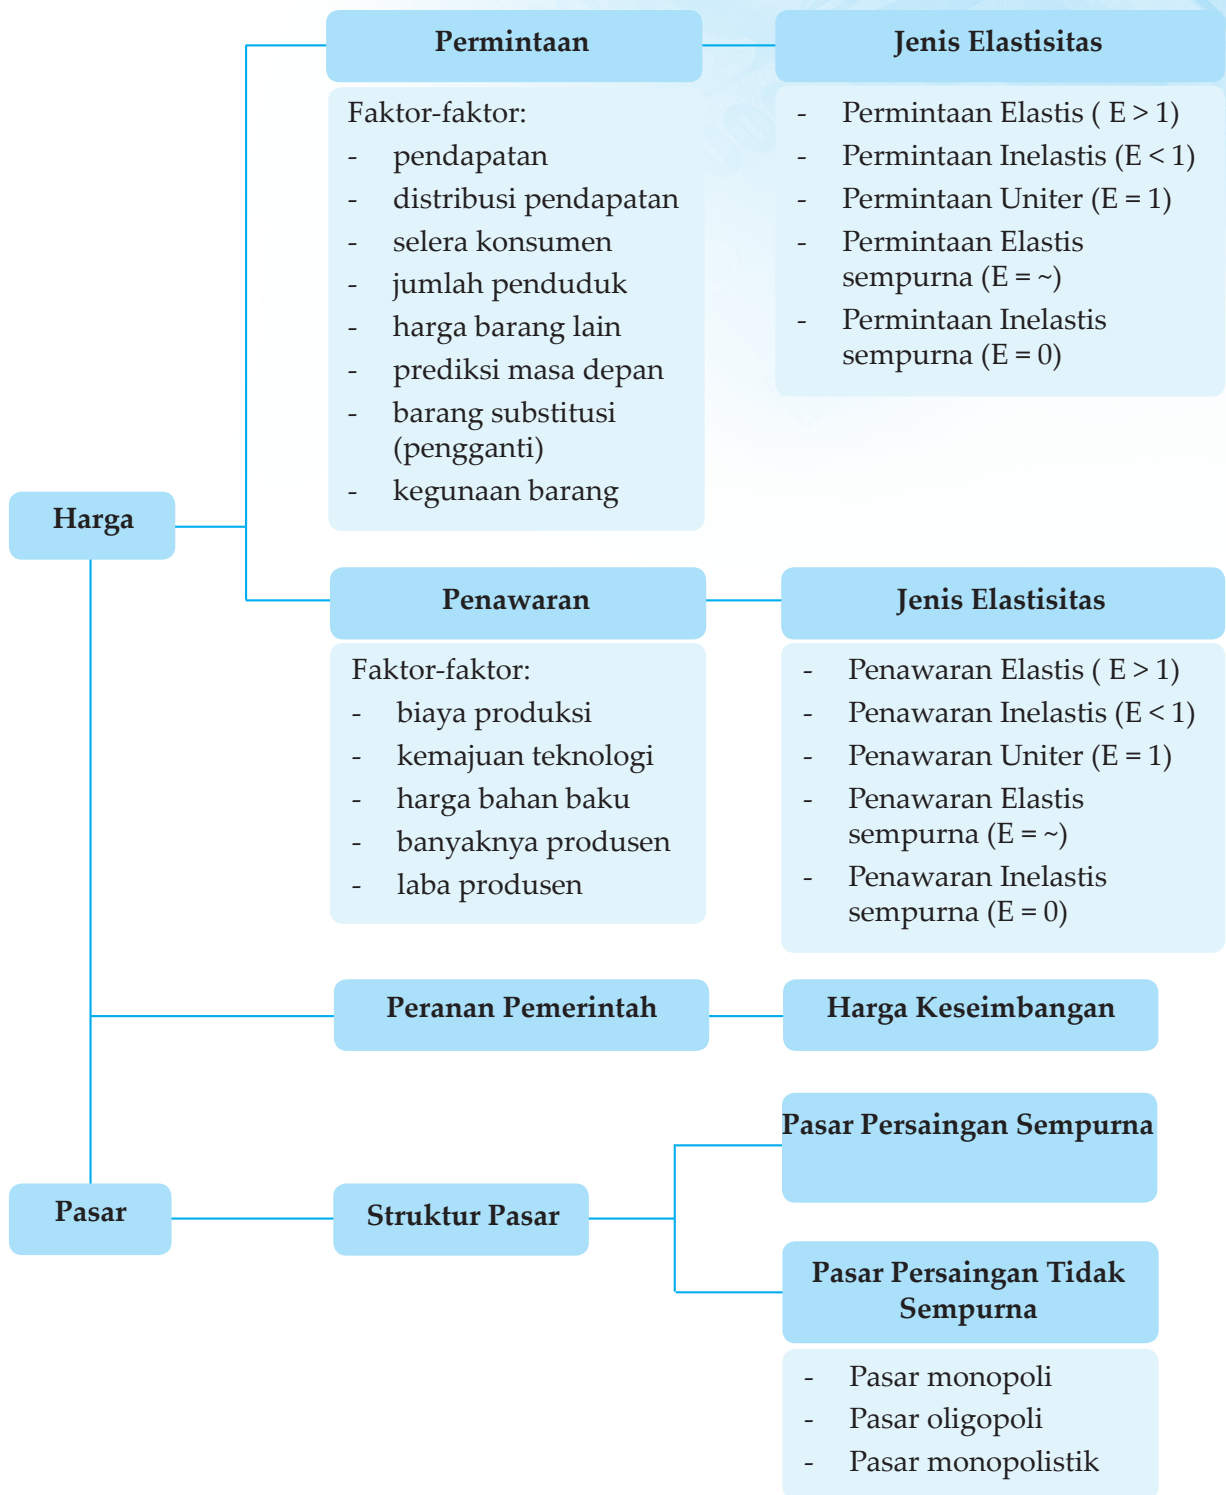 Permintaan
Jenis Elastisitas
Faktor-faktor:
- pendapatan
- distribusi pendapatan
- selera konsumen
- jumlah penduduk
- harga barang lain
- prediksi masa depan
- barang substitusi
(pengganti)
- kegunaan barang
- Permintaan Elastis ( E > 1)
- Permintaan Inelastis (E < 1)
- Permintaan Uniter (E = 1)
- Permintaan Elastis
sempurna (E = ~)
- Permintaan Inelastis
sempurna (E = 0)
Harga
Penawaran
Jenis Elastisitas
Faktor-faktor:
- biaya produksi
- kemajuan teknologi
- harga bahan baku
- banyaknya produsen
- laba produsen
- Penawaran Elastis ( E > 1)
- Penawaran Inelastis (E < 1)
- Penawaran Uniter (E = 1)
- Penawaran Elastis
sempurna (E = ~)
- Penawaran Inelastis
sempurna (E = 0)
Peranan Pemerintah
Harga Keseimbangan
Pasar
Struktur Pasar
Pasar Persaingan Sempurna
Pasar Persaingan Tidak
Sempurna
- Pasar monopoli
- Pasar oligopoli
- Pasar monopolistik